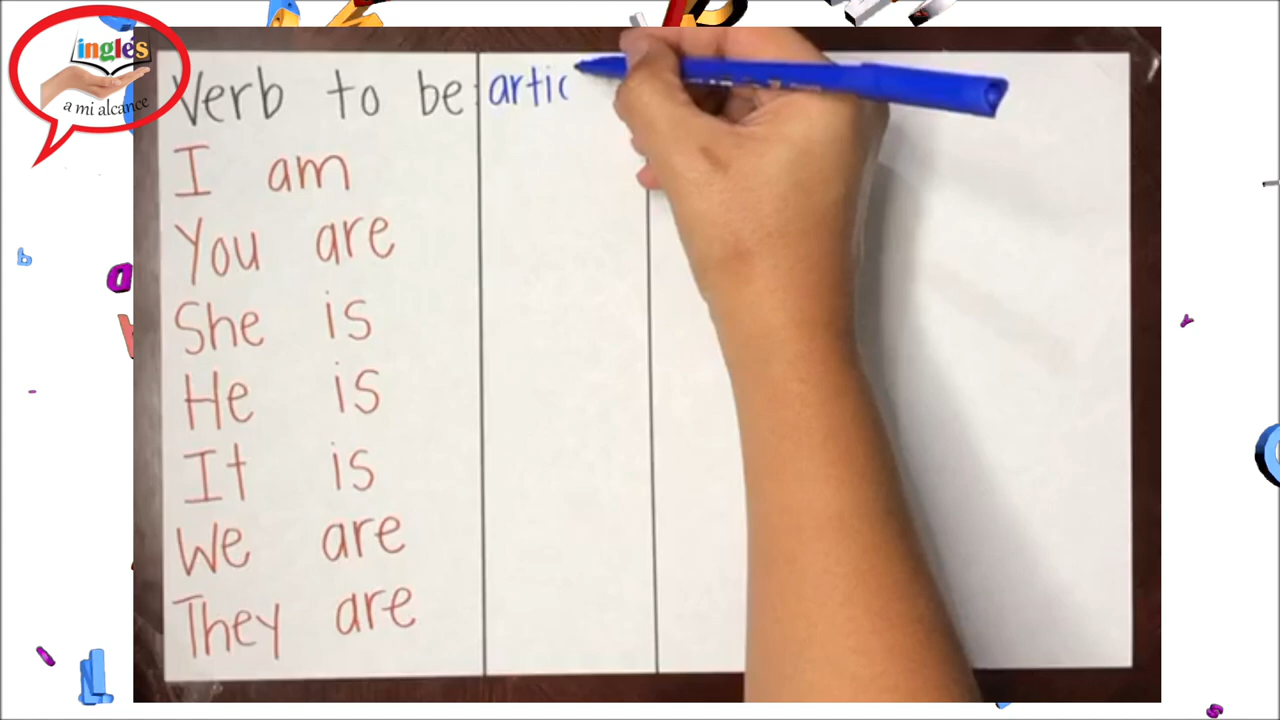 inglés
a mi alcance
Verb to be: artic
I am
You are
She is
He is
It is
We are
They are